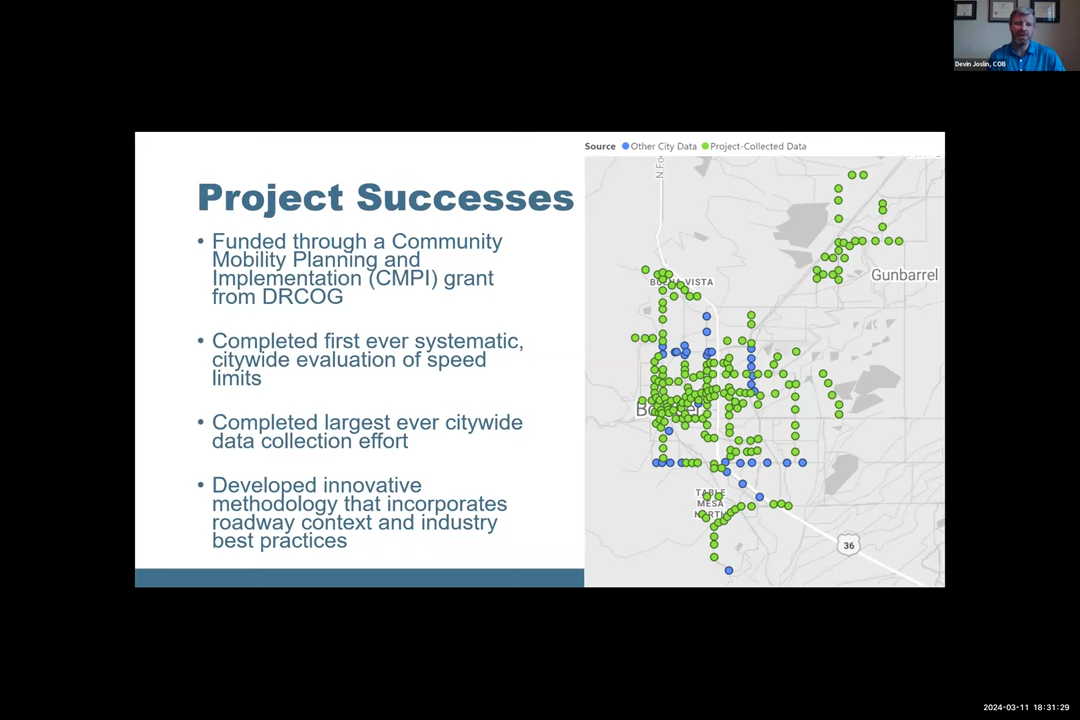 Devin Joslin, COB
Project Successes
• Funded through a Community
Mobility Planning and
Implementation (CMPI) grant
from DRCOG
• Completed first ever systematic,
citywide evaluation of speed
limits
• Completed largest ever citywide
data collection effort
• Developed innovative
methodology that incorporates
roadway context and industry
best practices
Source Other City Data Project-Collected Data
Gunbarrel
TABLE
MESA
36
2024-03-11 18:31:29